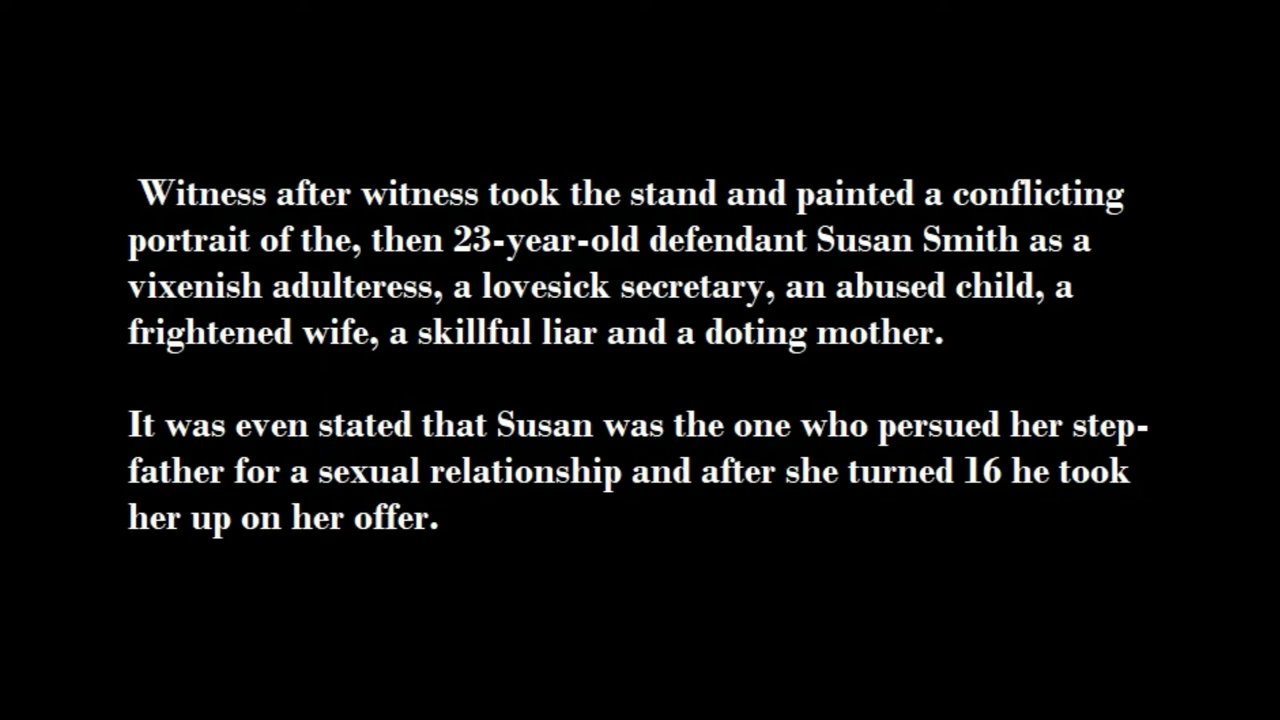 Witness after witness took the stand and painted a conflicting
portrait of the, then 23-year-old defendant Susan Smith as a
vixenish adulteress, a lovesick secretary, an abused child, a
frightened wife, a skillful liar and a doting mother.
It was even stated that Susan was the one who persued her step-
father for a sexual relationship and after she turned 16 he took
her up on her offer.